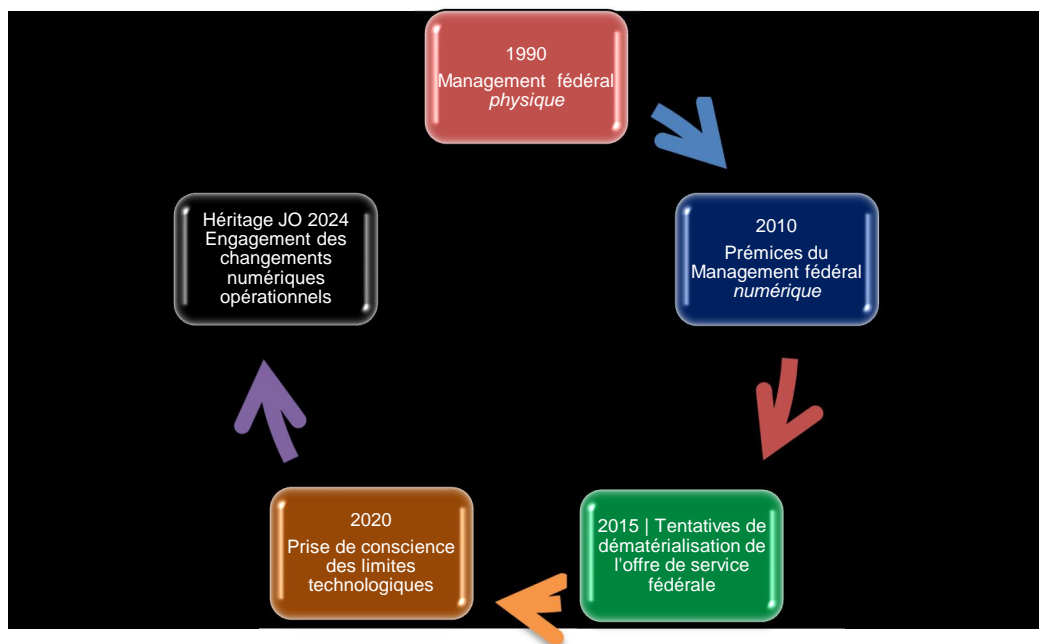 1990
Management fédéral
physique
2010
Prémices du
Management fédéral
numérique
2015 | Tentatives de
dématérialisation de
l'offre de service
fédérale
2020
Prise de conscience
des limites
technologiques
Héritage JO 2024
Engagement des
changements
numériques
opérationnels